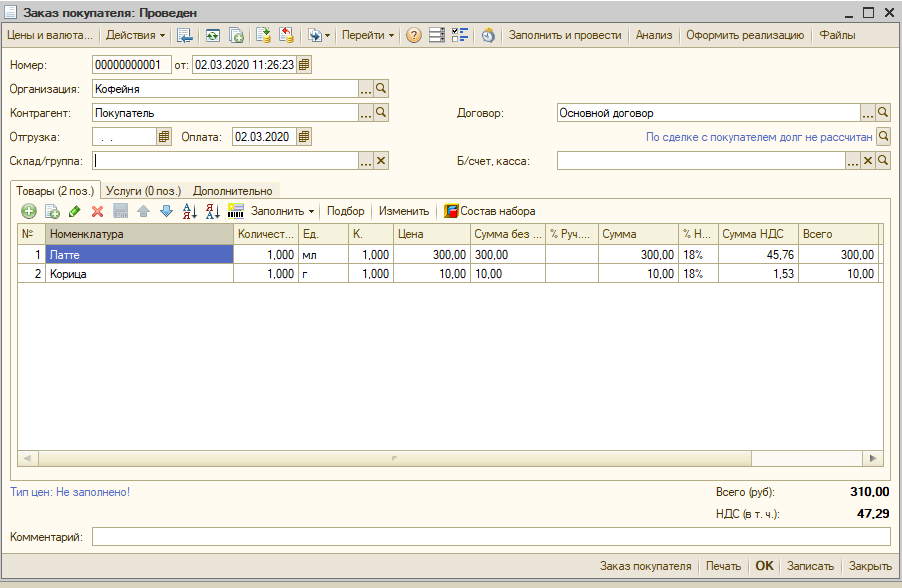 Заказ покупателя: Проведен
Цены и валюта... Действия Перейти Заполнить и провести Анализ Оформить реализацию Файлы
Номер: 00000000001 от: 02.03.2020 11:26:23
Организация: Кофейня
Контрагент: Покупатель Договор: Основной договор
Отгрузка: . . Оплата: 02.03.2020 По сделке с покупателем долг не рассчитан
Склад/группа: Б/счет, касса:
Товары (2 поз.) Услуги (0 поз.) Дополнительно
Заполнить Подбор Изменить Состав набора
№ Номенклатура Количест... Ед. К. Цена Сумма без ... % Руч.... Сумма % Н... Сумма НДС Всего
1 Латте 1,000 мл 1,000 300,00 300,00 300,00 18% 45,76 300,00
2 Корица 1,000 г 1,000 10,00 10,00 10,00 18% 1,53 10,00
Тип цен: Не заполнено! Всего (руб): 310,00
НДС (в т. ч.): 47,29
Комментарий:
Заказ покупателя Печать OK Записать Закрыть